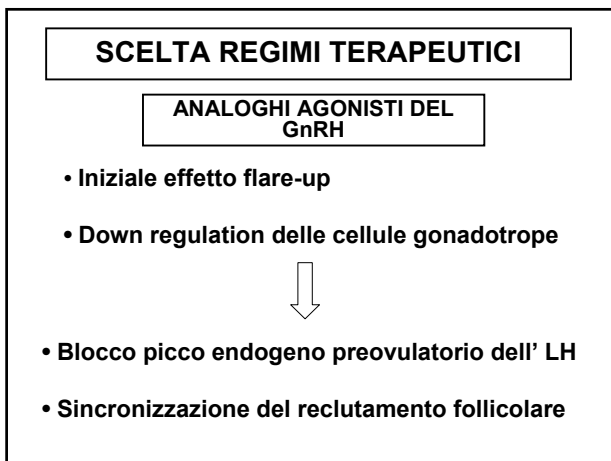 SCELTA REGIMI TERAPEUTICI
ANALOGHI AGONISTI DEL
GnRH
• Iniziale effetto flare-up
• Down regulation delle cellule gonadotrope
• Blocco picco endogeno preovulatorio dell' LH
• Sincronizzazione del reclutamento follicolare